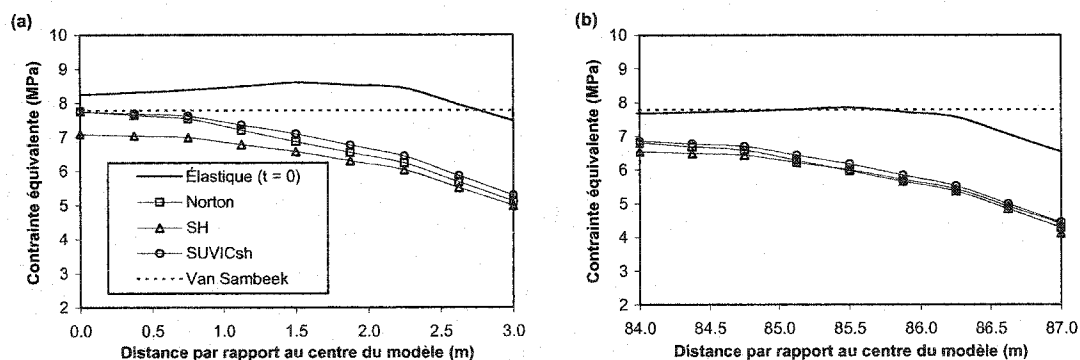 (a)
Contrainte équivalente (MPa)
10
9
8
7
6
5
4
3
2
Élastique (t = 0)
Norton
SH
SUVICsh
Van Sambeek
0.0 0.5 1.0 1.5 2.0 2.5 3.0
Distance par rapport au centre du modèle (m)
(b)
Contrainte équivalente (MPa)
10
9
8
7
6
5
4
3
2
84.0 84.5 85.0 85.5 86.0 86.5 87.0
Distance par rapport au centre du modèle (m)